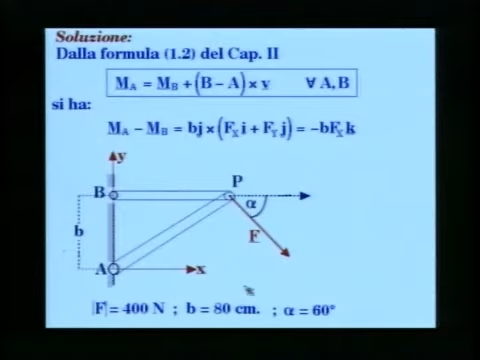 Soluzione:
Dalla formula (1.2) del Cap. II
M_A = M_B + (B − A) × v   ∀ A, B
si ha:
M_A − M_B = bj × (F_X i + F_Y j) = −bF_X k
y
B
P
α
b
F
A
x
|F| = 400 N ; b = 80 cm. ; α = 60°